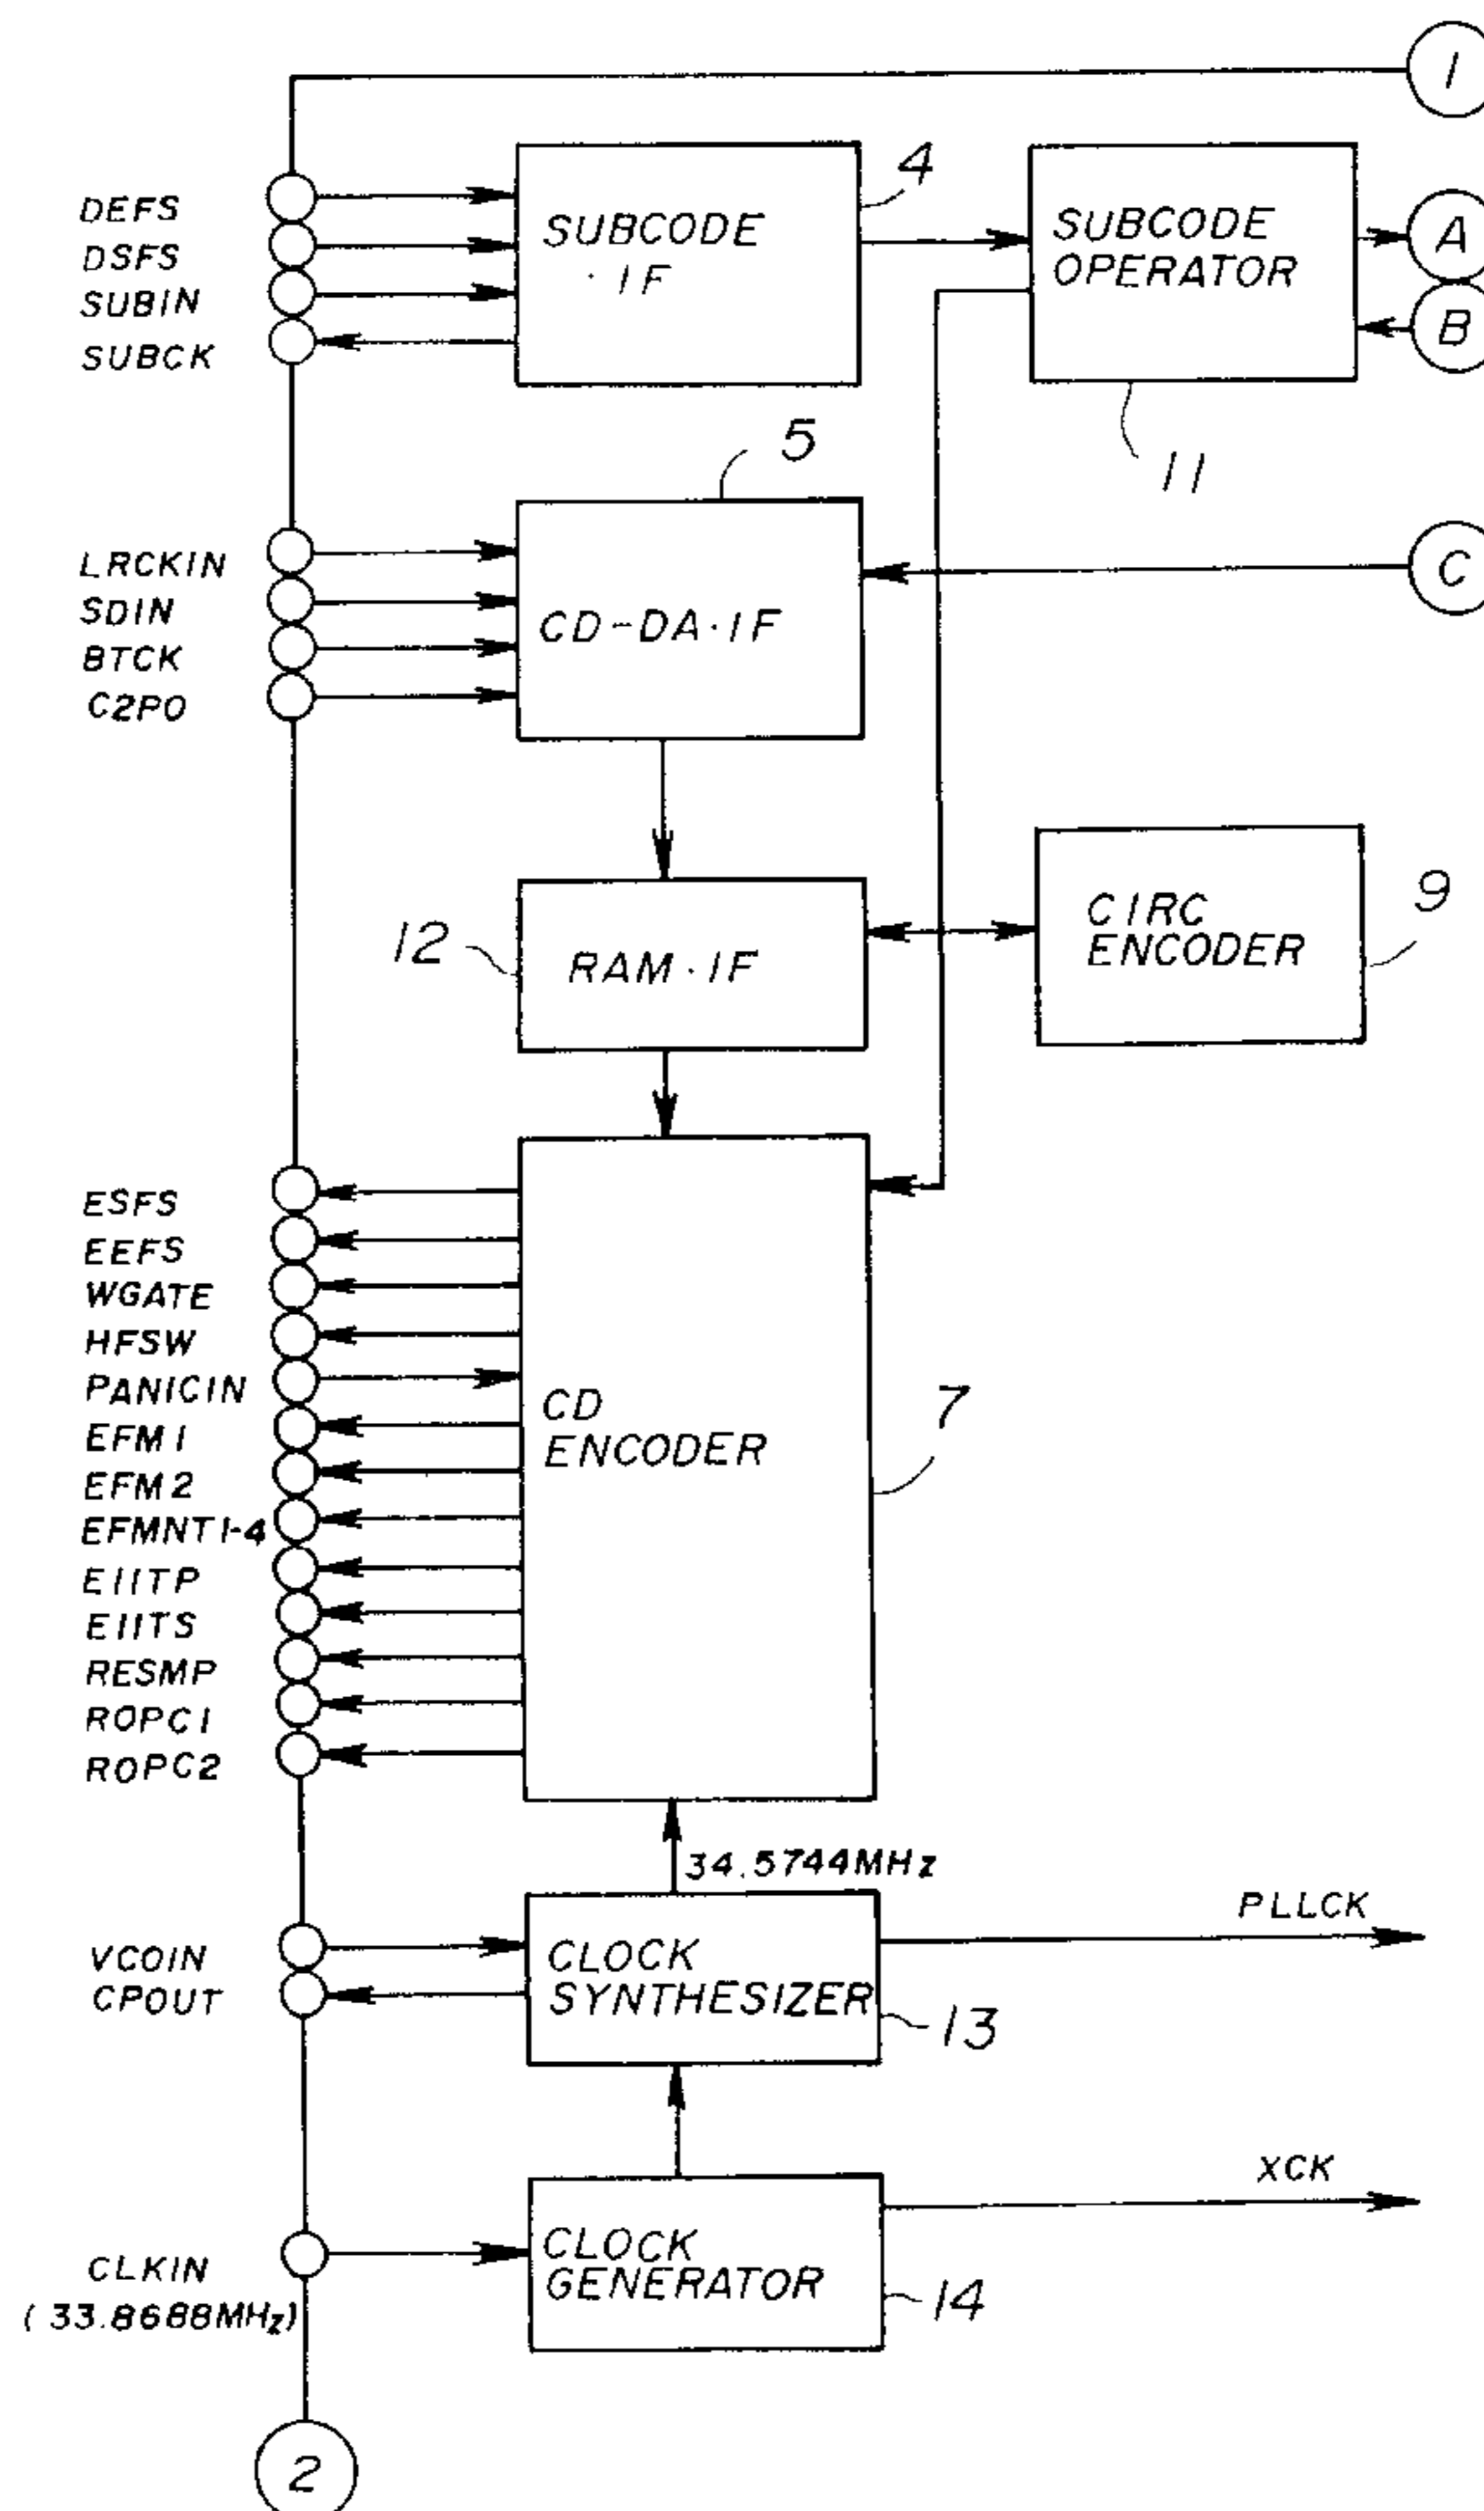 1
4
DEFS
DSFS
SUBIN
SUBCK
SUBCODE
·IF
SUBCODE
OPERATOR
A
B
11
5
LRCKIN
SDIN
BTCK
C2PO
CD-DA·IF
C
12
RAM·IF
CIRC
ENCODER
9
ESFS
EEFS
WGATE
HFSW
PANICIN
EFM1
EFM2
EFMNT1-4
E11TP
E11TS
RESMP
ROPC1
ROPC2
CD
ENCODER
7
34.5744MHz
VCOIN
CPOUT
CLOCK
SYNTHESIZER
13
PLLCK
CLKIN
(33.8688MHz)
CLOCK
GENERATOR
14
XCK
2